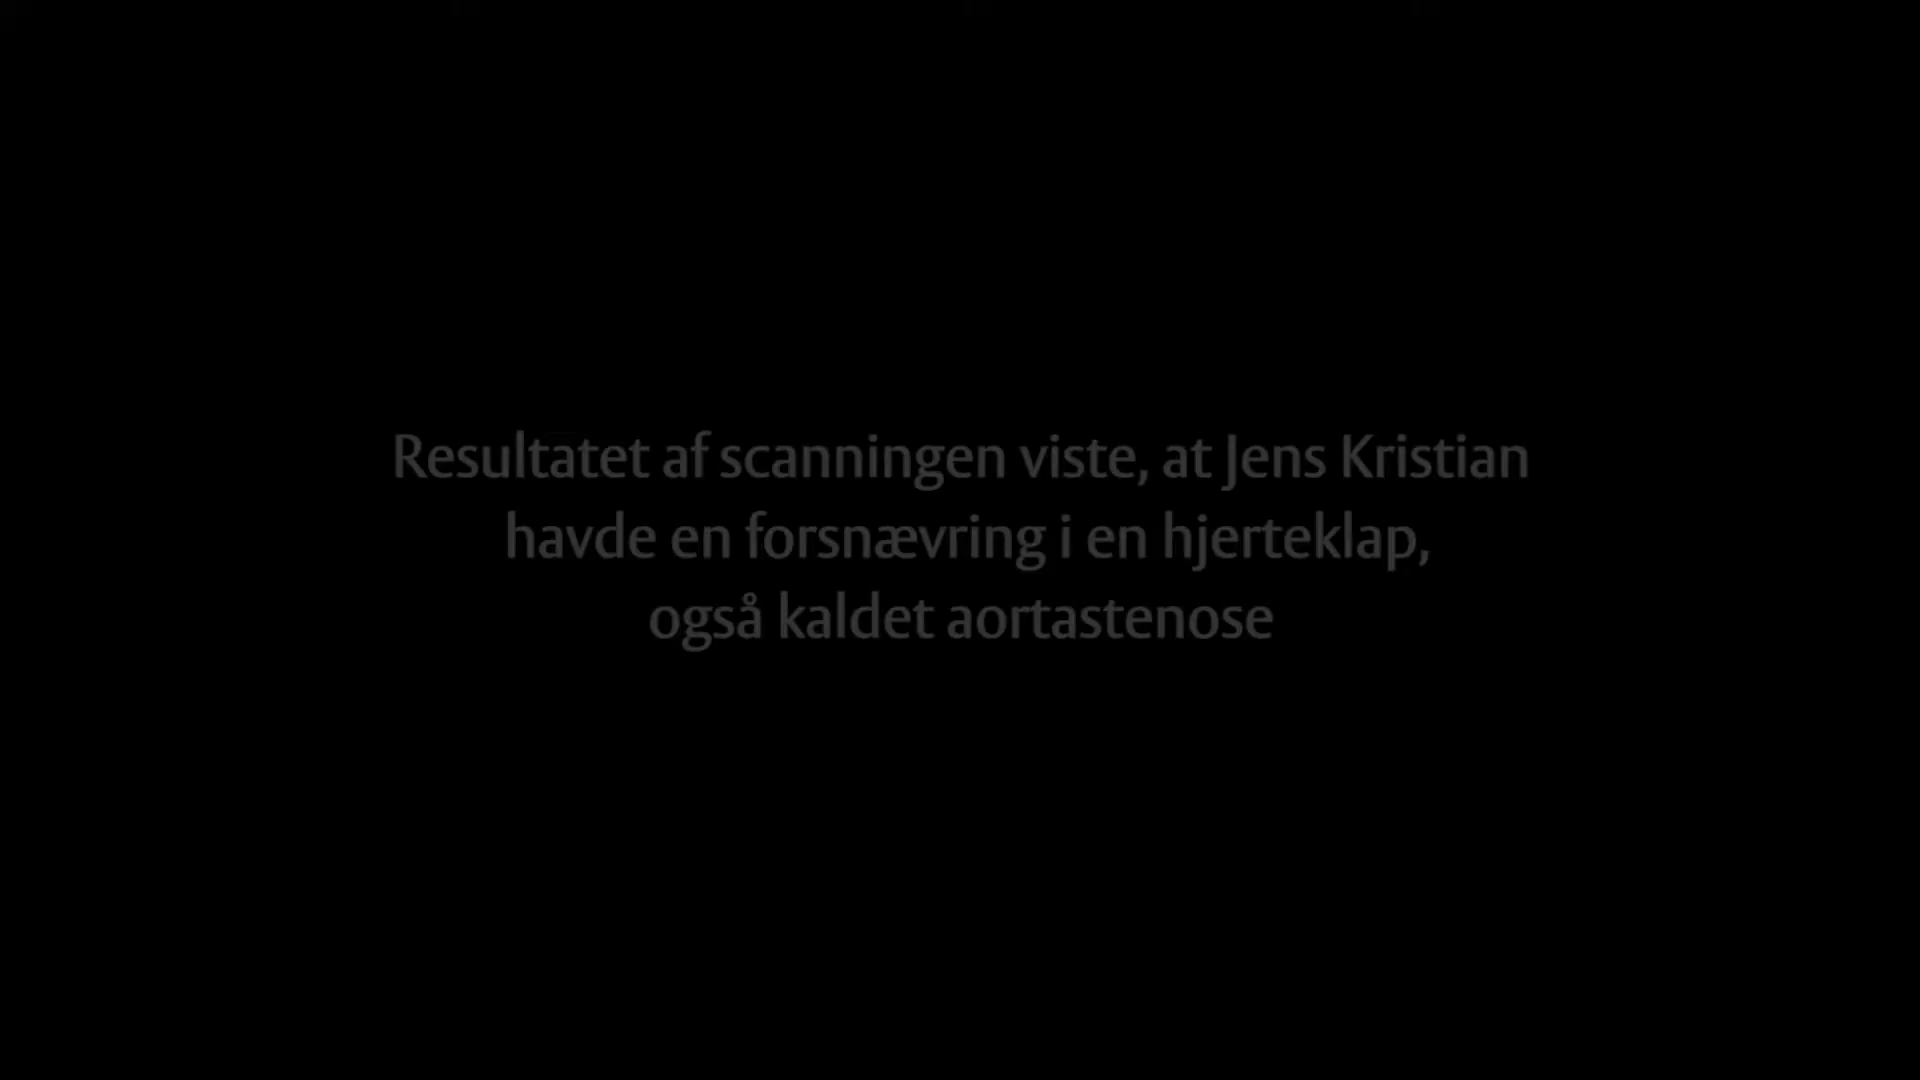 Resultatet af scanningen viste, at Jens Kristian
havde en forsnævring i en hjerteklap,
også kaldet aortastenose